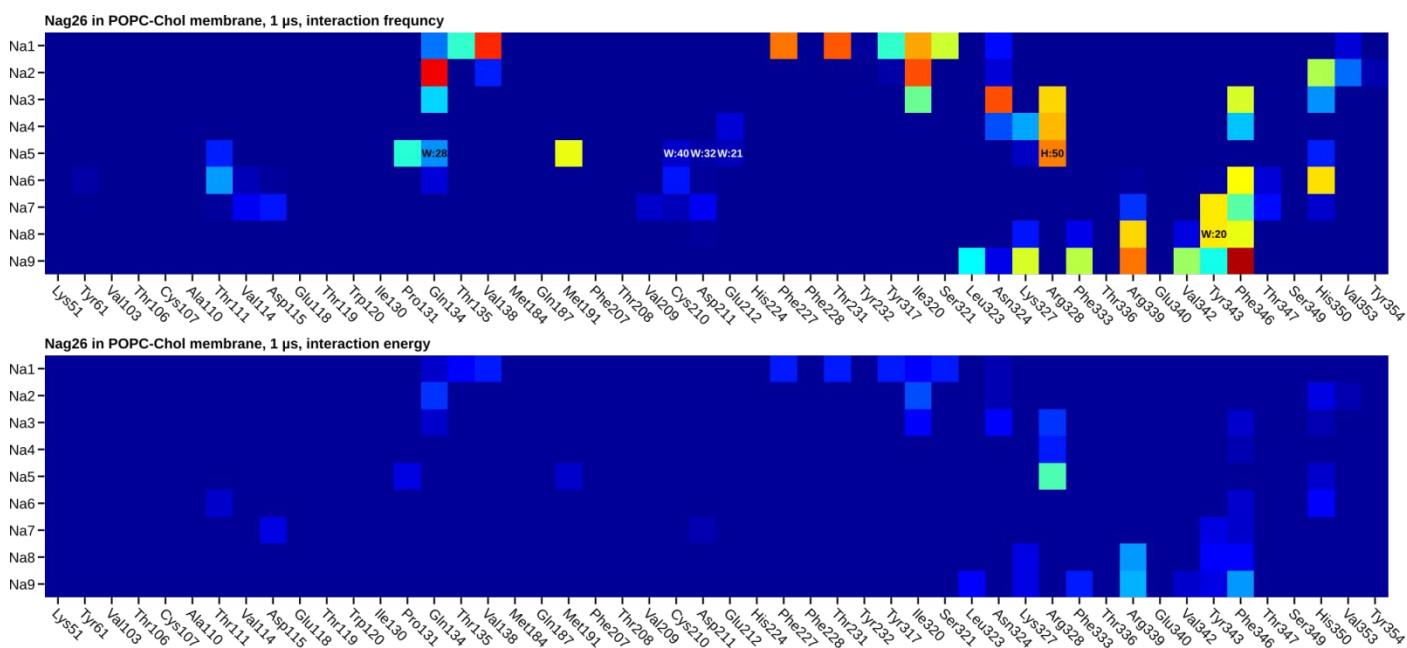 Nag26 in POPC-Chol membrane, 1 µs, interaction frequncy
Na1
Na2
Na3
Na4
Na5 W:28 W:40 W:32 W:21 H:50
Na6
Na7
Na8 W:20
Na9
Lys51 Tyr61 Val103 Thr106 Cys107 Ala110 Thr111 Val114 Asp115 Glu118 Thr119 Trp120 Ile130 Pro131 Gln134 Thr135 Val138 Met184 Gln187 Met191 Phe207 Thr208 Val209 Cys210 Asp211 Glu212 His224 Phe227 Phe228 Thr231 Tyr232 Tyr317 Ile320 Ser321 Leu323 Asn324 Lys327 Arg328 Phe333 Thr336 Arg339 Glu340 Val342 Tyr343 Phe346 Thr347 Ser349 His350 Val353 Tyr354
Nag26 in POPC-Chol membrane, 1 µs, interaction energy
Na1
Na2
Na3
Na4
Na5
Na6
Na7
Na8
Na9
Lys51 Tyr61 Val103 Thr106 Cys107 Ala110 Thr111 Val114 Asp115 Glu118 Thr119 Trp120 Ile130 Pro131 Gln134 Thr135 Val138 Met184 Gln187 Met191 Phe207 Thr208 Val209 Cys210 Asp211 Glu212 His224 Phe227 Phe228 Thr231 Tyr232 Tyr317 Ile320 Ser321 Leu323 Asn324 Lys327 Arg328 Phe333 Thr336 Arg339 Glu340 Val342 Tyr343 Phe346 Thr347 Ser349 His350 Val353 Tyr354